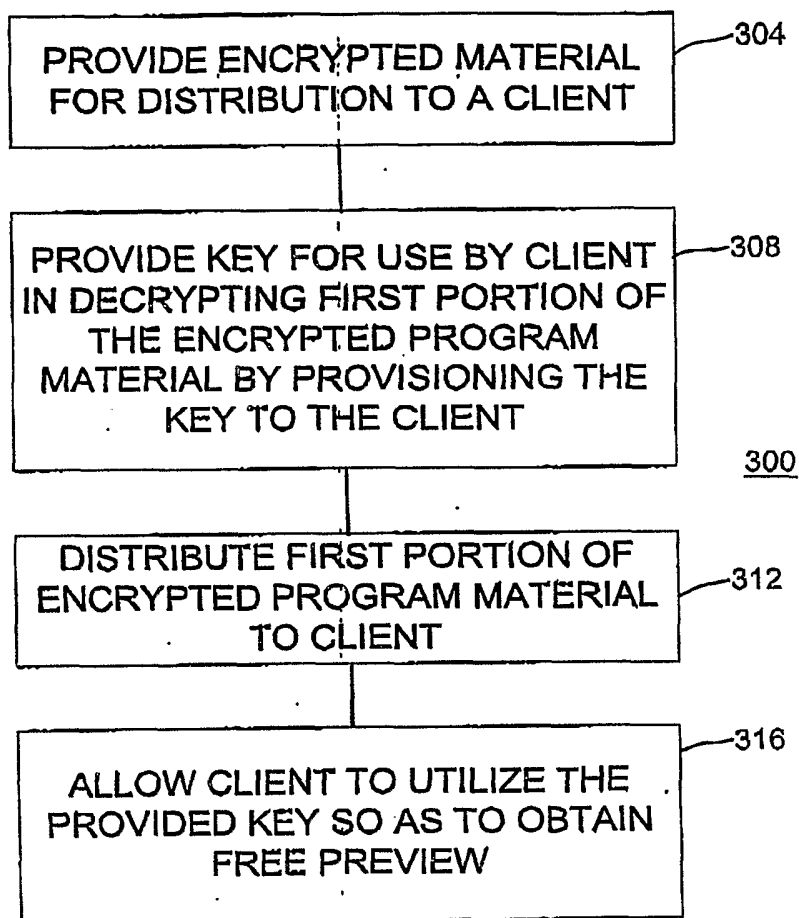 PROVIDE ENCRYPTED MATERIAL
FOR DISTRIBUTION TO A CLIENT
304
PROVIDE KEY FOR USE BY CLIENT
IN DECRYPTING FIRST PORTION OF
THE ENCRYPTED PROGRAM
MATERIAL BY PROVISIONING THE
KEY TO THE CLIENT
308
300
DISTRIBUTE FIRST PORTION OF
ENCRYPTED PROGRAM MATERIAL
TO CLIENT
312
ALLOW CLIENT TO UTILIZE THE
PROVIDED KEY SO AS TO OBTAIN
FREE PREVIEW
316